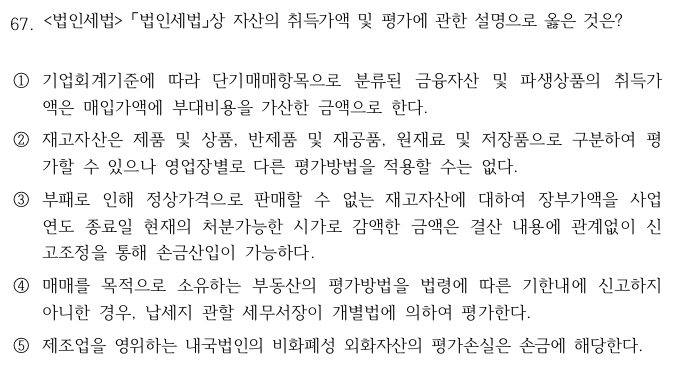 67. <법인세법> 「법인세법」상 자산의 취득가액 및 평가에 관한 설명으로 옳은 것은?
① 기업회계기준에 따라 단기매매항목으로 분류된 금융자산 및 파생상품의 취득가
액은 매입가액에 부대비용을 가산한 금액으로 한다.
② 재고자산은 제품 및 상품, 반제품 및 재공품, 원재료 및 저장품으로 구분하여 평
가할 수 있으나 영업장별로 다른 평가방법을 적용할 수는 없다.
③ 부패로 인해 정상가격으로 판매할 수 없는 재고자산에 대하여 장부가액을 사업
연도 종료일 현재의 처분가능한 시가로 감액한 금액은 결산 내용에 관계없이 신
고조정을 통해 손금산입이 가능하다.
④ 매매를 목적으로 소유하는 부동산의 평가방법을 법령에 따른 기한내에 신고하지
아니한 경우, 납세지 관할 세무서장이 개별법에 의하여 평가한다.
⑤ 제조업을 영위하는 내국법인의 비화폐성 외화자산의 평가손실은 손금에 해당한다.